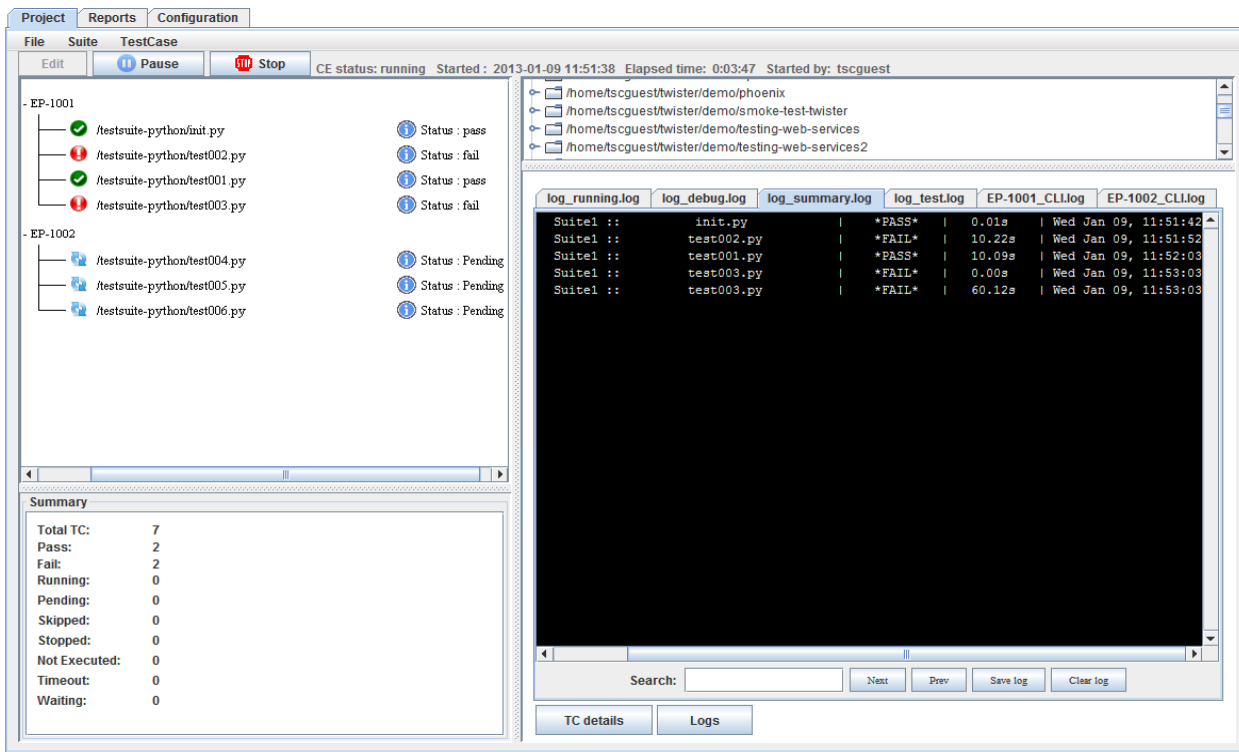 Project Reports Configuration
File Suite TestCase
Edit Pause STOP Stop CE status: running Started : 2013-01-09 11:51:38 Elapsed time: 0:03:47 Started by: tscguest
- EP-1001
/testsuite-python/init.py Status : pass
/testsuite-python/test002.py Status : fail
/testsuite-python/test001.py Status : pass
/testsuite-python/test003.py Status : fail
- EP-1002
/testsuite-python/test004.py Status : Pending
/testsuite-python/test005.py Status : Pending
/testsuite-python/test006.py Status : Pending
Summary
Total TC: 7
Pass: 2
Fail: 2
Running: 0
Pending: 0
Skipped: 0
Stopped: 0
Not Executed: 0
Timeout: 0
Waiting: 0
/home/tscguest/twister/demo/phoenix
/home/tscguest/twister/demo/smoke-test-twister
/home/tscguest/twister/demo/testing-web-services
/home/tscguest/twister/demo/testing-web-services2
log_running.log log_debug.log log_summary.log log_test.log EP-1001_CLI.log EP-1002_CLI.log
Suite1 :: init.py | *PASS* | 0.01s | Wed Jan 09, 11:51:42
Suite1 :: test002.py | *FAIL* | 10.22s | Wed Jan 09, 11:51:52
Suite1 :: test001.py | *PASS* | 10.09s | Wed Jan 09, 11:52:03
Suite1 :: test003.py | *FAIL* | 0.00s | Wed Jan 09, 11:53:03
Suite1 :: test003.py | *FAIL* | 60.12s | Wed Jan 09, 11:53:03
Search: Next Prev Save log Clear log
TC details Logs